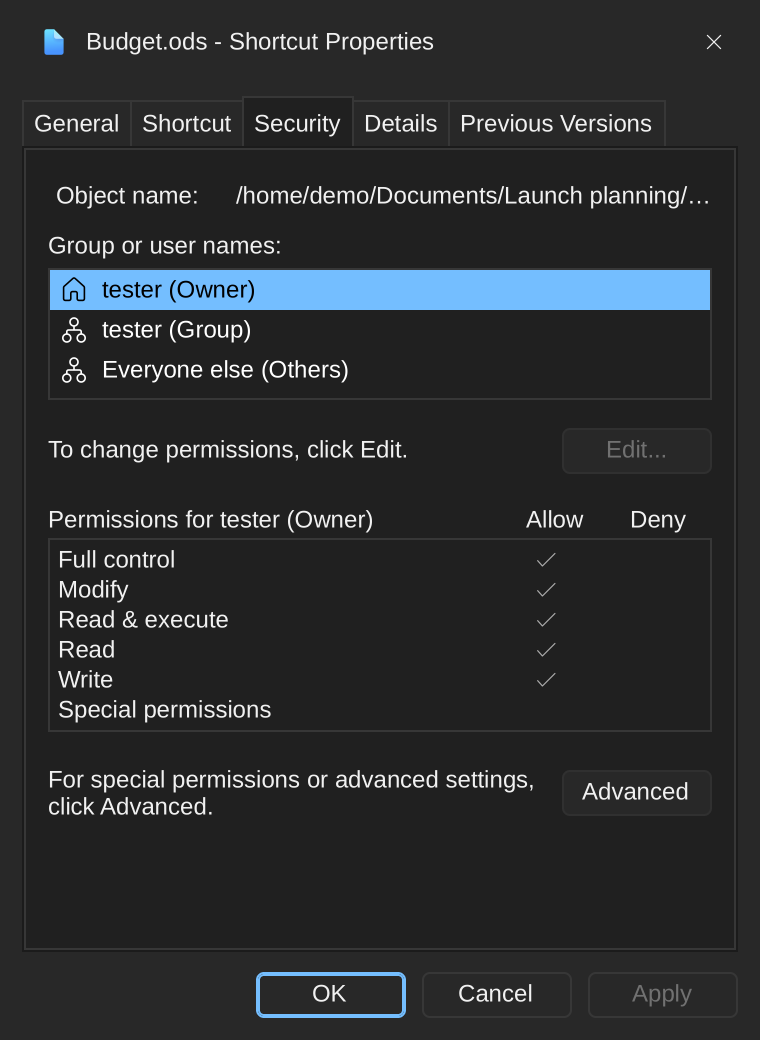 Budget.ods - Shortcut Properties
General Shortcut Security Details Previous Versions
Object name: /home/demo/Documents/Launch planning/…
Group or user names:
tester (Owner)
tester (Group)
Everyone else (Others)
To change permissions, click Edit. Edit...
Permissions for tester (Owner) Allow Deny
Full control
Modify
Read & execute
Read
Write
Special permissions
For special permissions or advanced settings,
click Advanced.
Advanced
OK Cancel Apply